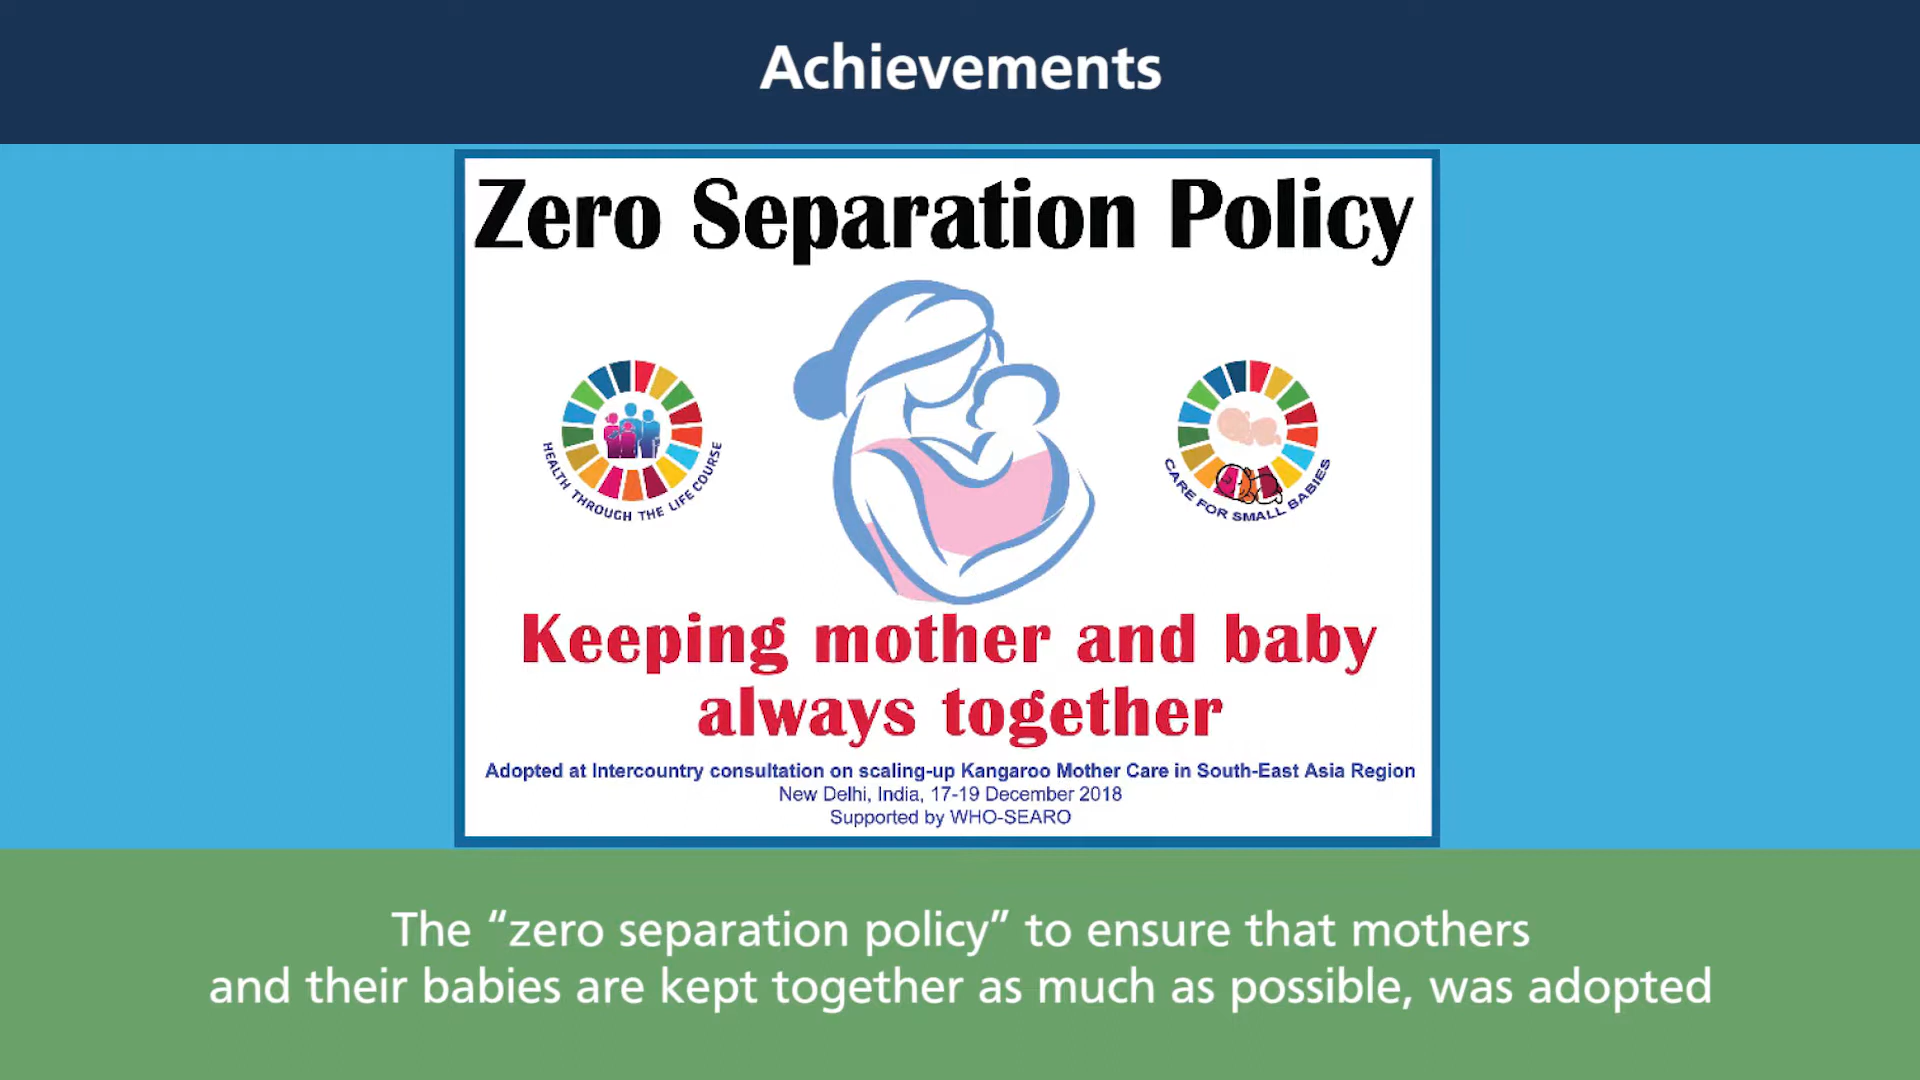 Achievements
Zero Separation Policy
HEALTH THROUGH THE LIFE COURSE
CARE FOR SMALL BABIES
Keeping mother and baby
always together
Adopted at Intercountry consultation on scaling-up Kangaroo Mother Care in South-East Asia Region
New Delhi, India, 17-19 December 2018
Supported by WHO-SEARO
The “zero separation policy” to ensure that mothers
and their babies are kept together as much as possible, was adopted